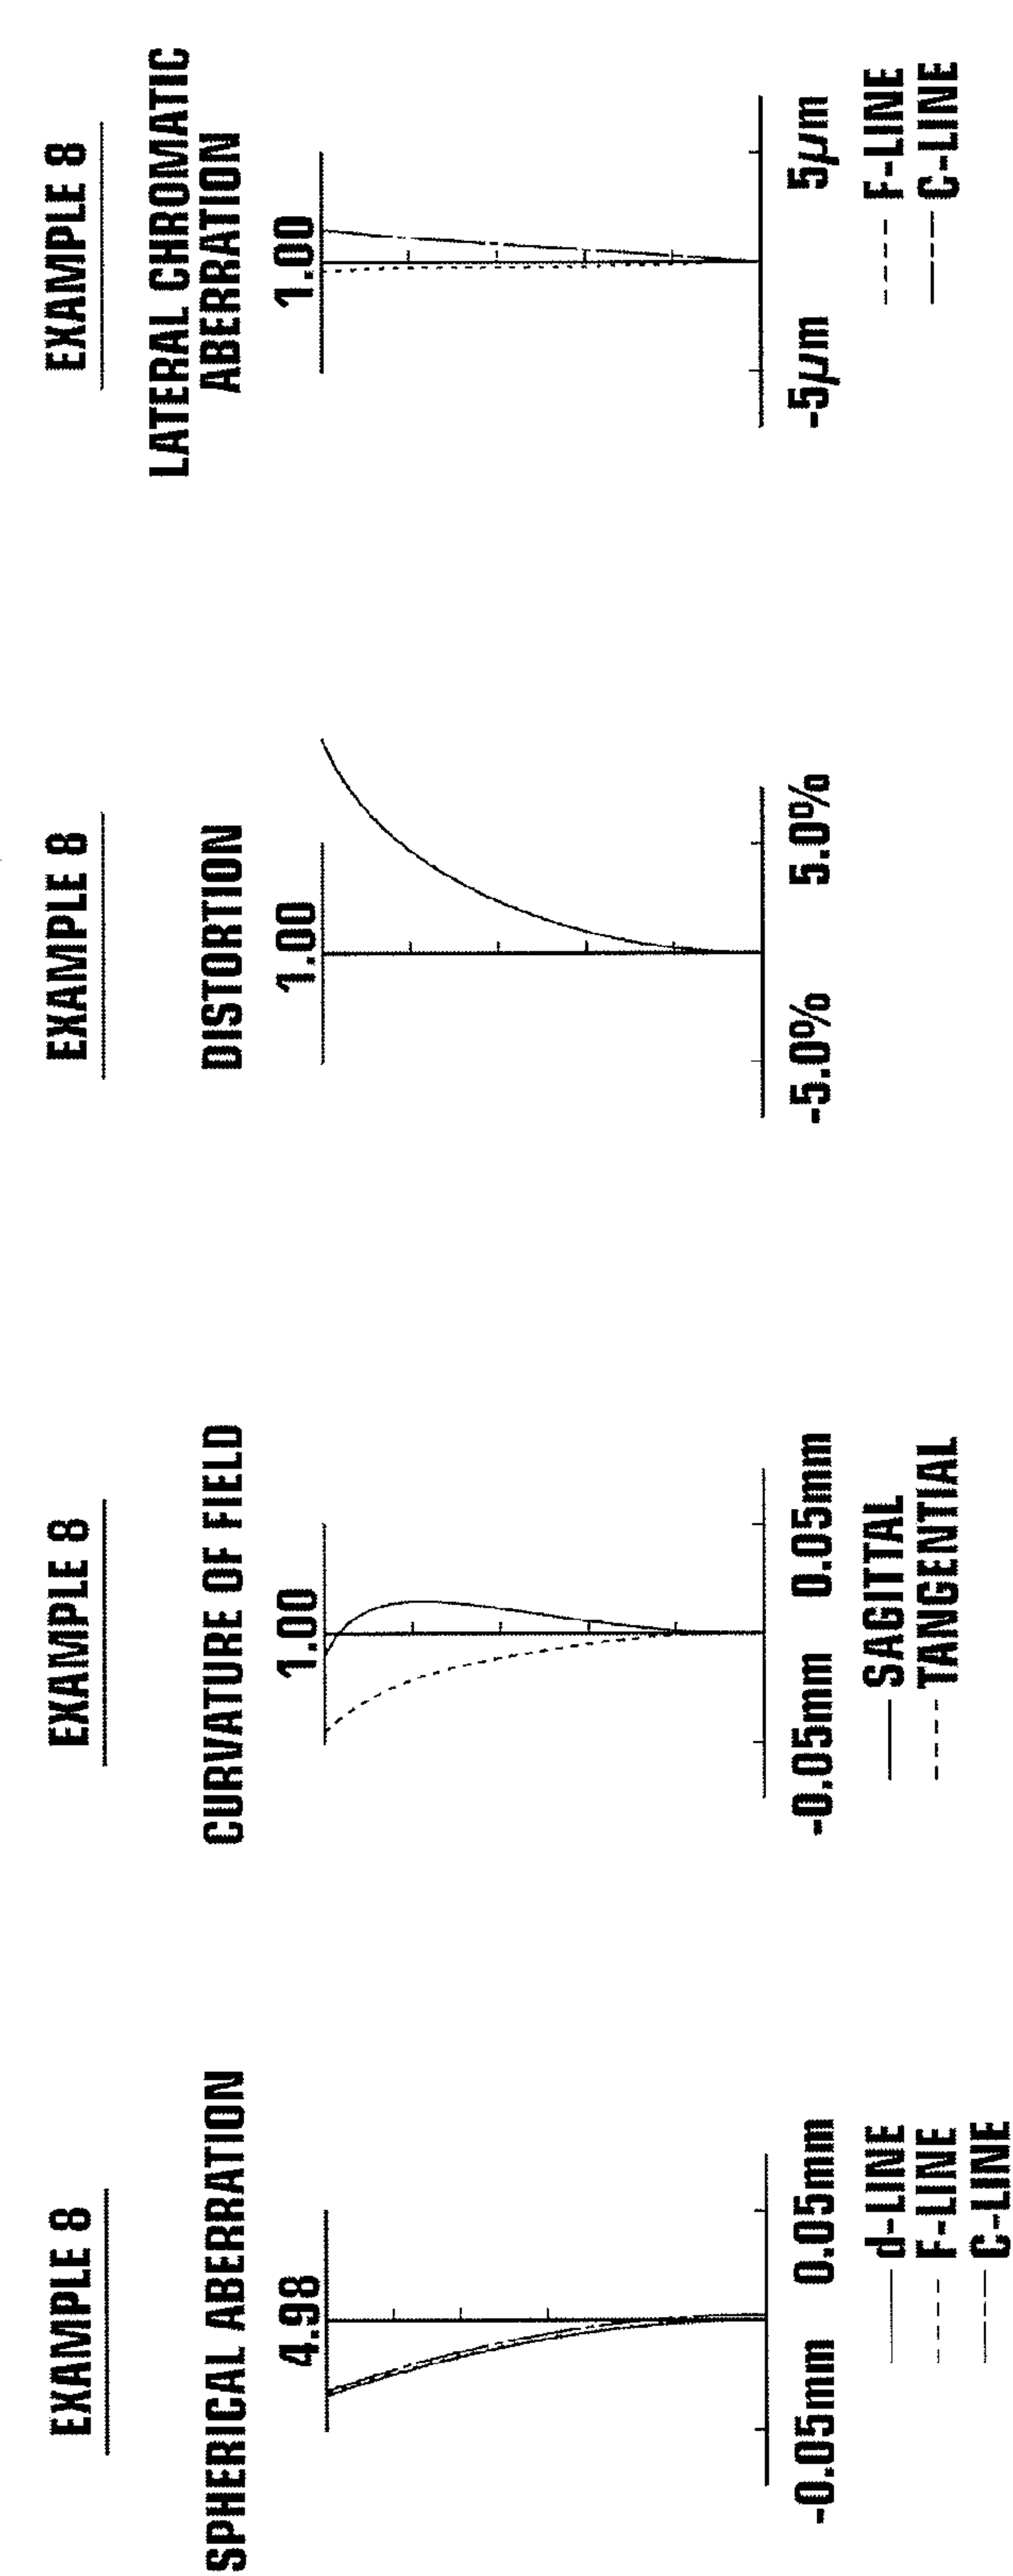 EXAMPLE 8
SPHERICAL ABERRATION
4.98
-0.05mm 0.05mm
d-LINE
F-LINE
C-LINE
EXAMPLE 8
CURVATURE OF FIELD
1.00
-0.05mm 0.05mm
SAGITTAL
TANGENTIAL
EXAMPLE 8
DISTORTION
1.00
-5.0% 5.0%
EXAMPLE 8
LATERAL CHROMATIC
ABERRATION
1.00
-5μm 5μm
F-LINE
C-LINE